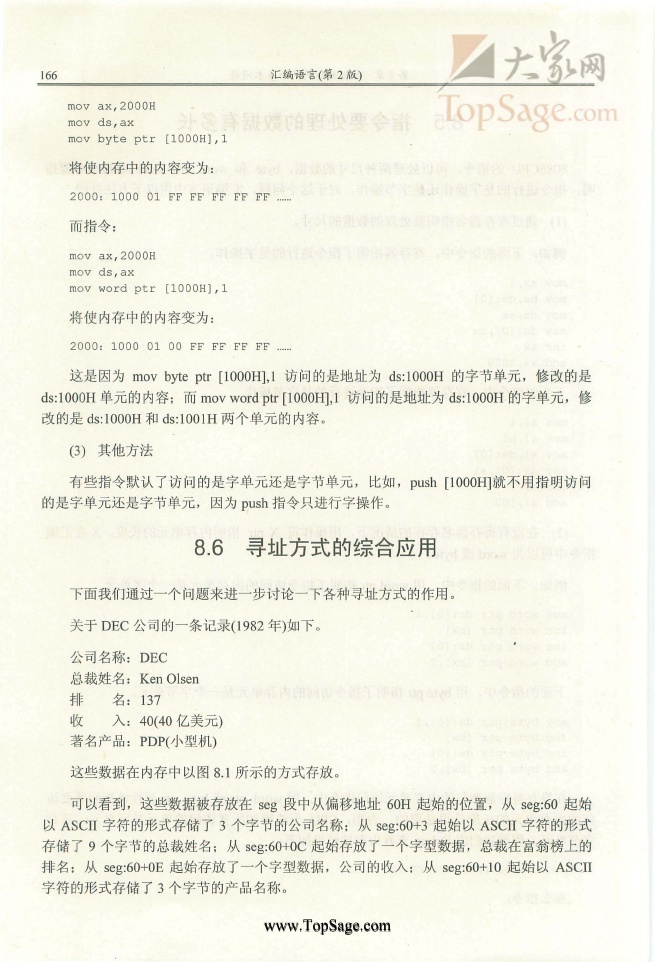 166
汇编语言(第 2 版)
大家网
TopSage.com
mov ax,2000H
mov ds,ax
mov byte ptr [1000H],1
将使内存中的内容变为：
2000：1000 01 FF FF FF FF FF ……
而指令：
mov ax,2000H
mov ds,ax
mov word ptr [1000H],1
将使内存中的内容变为：
2000：1000 01 00 FF FF FF FF ……
这是因为 mov byte ptr [1000H],1 访问的是地址为 ds:1000H 的字节单元，修改的是
ds:1000H 单元的内容；而 mov word ptr [1000H],1 访问的是地址为 ds:1000H 的字单元，修
改的是 ds:1000H 和 ds:1001H 两个单元的内容。
(3) 其他方法
有些指令默认了访问的是字单元还是字节单元，比如，push [1000H]就不用指明访问
的是字单元还是字节单元，因为 push 指令只进行字操作。
8.6 寻址方式的综合应用
下面我们通过一个问题来进一步讨论一下各种寻址方式的作用。
关于 DEC 公司的一条记录(1982 年)如下。
公司名称：DEC
总裁姓名：Ken Olsen
排 名：137
收 入：40(40 亿美元)
著名产品：PDP(小型机)
这些数据在内存中以图 8.1 所示的方式存放。
可以看到，这些数据被存放在 seg 段中从偏移地址 60H 起始的位置，从 seg:60 起始
以 ASCII 字符的形式存储了 3 个字节的公司名称；从 seg:60+3 起始以 ASCII 字符的形式
存储了 9 个字节的总裁姓名；从 seg:60+0C 起始存放了一个字型数据，总裁在富翁榜上的
排名；从 seg:60+0E 起始存放了一个字型数据，公司的收入；从 seg:60+10 起始以 ASCII
字符的形式存储了 3 个字节的产品名称。
www.TopSage.com